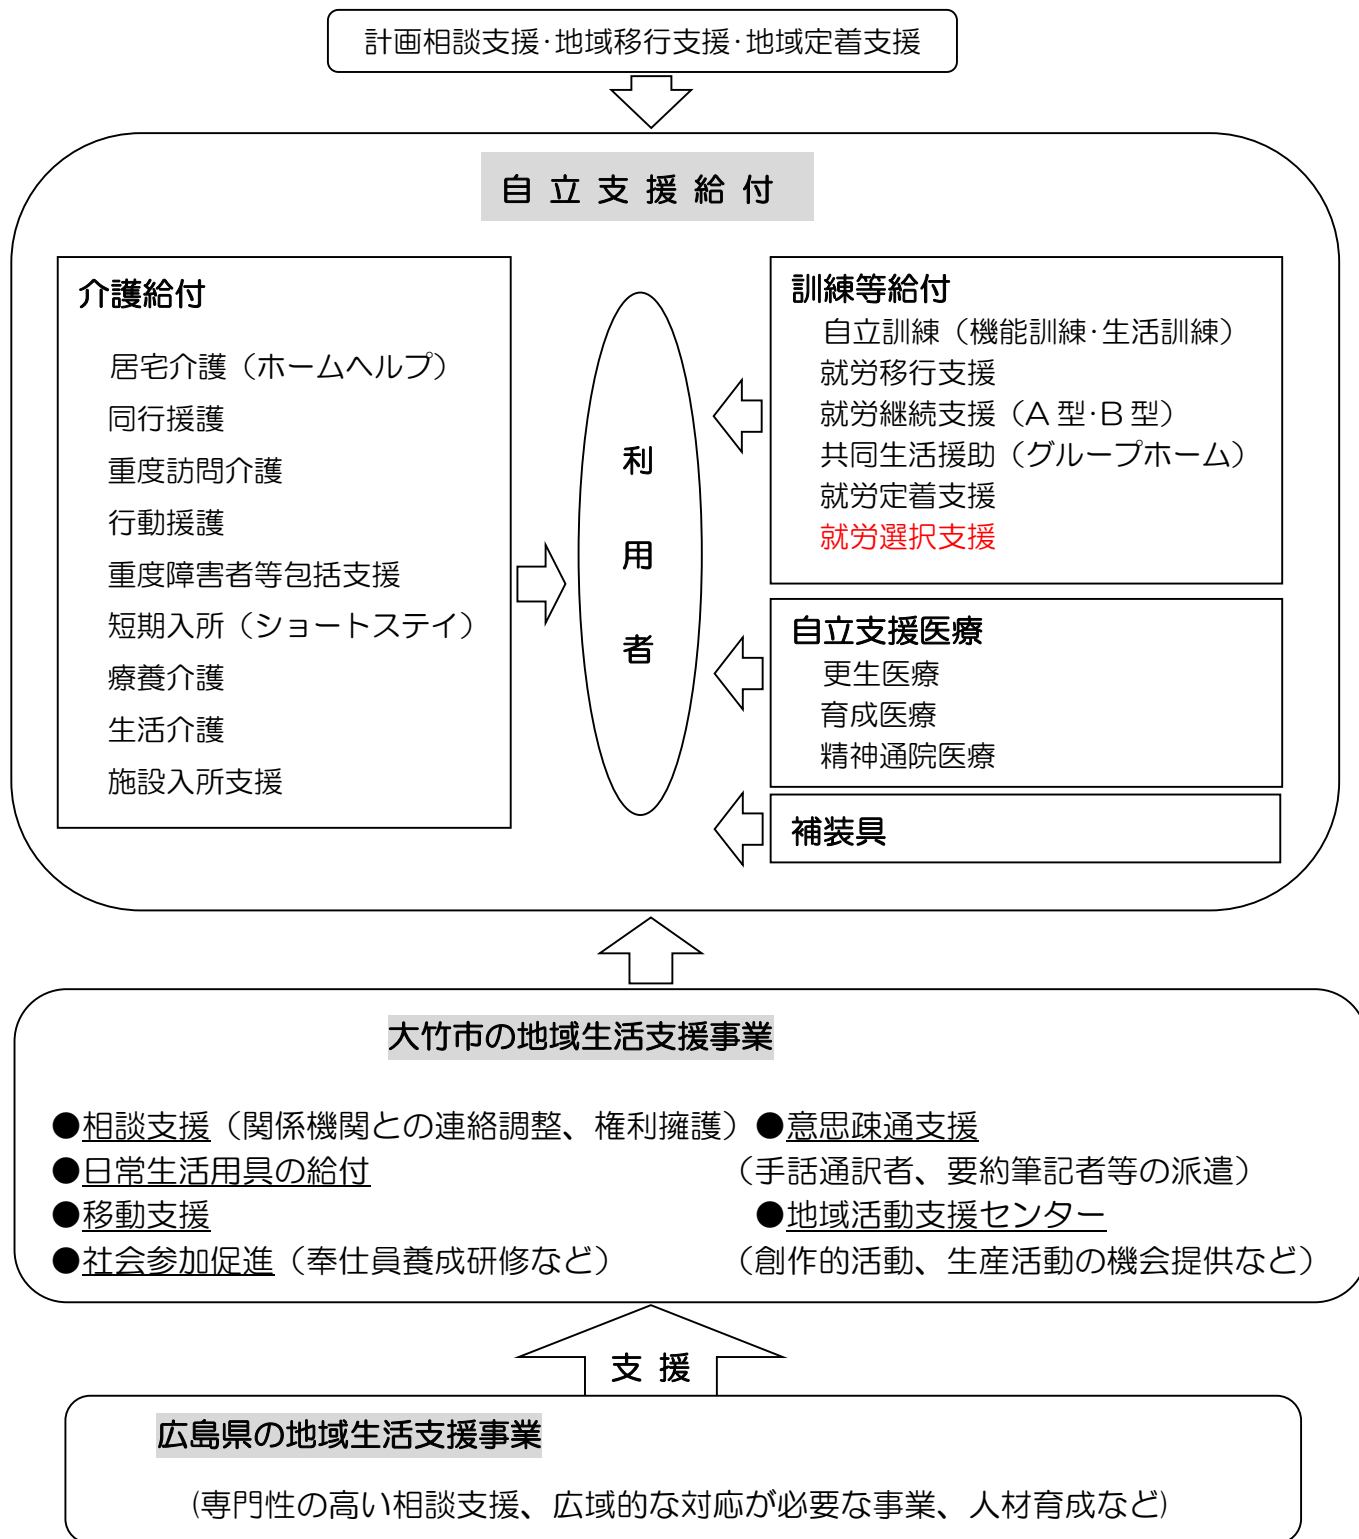 計画相談支援･地域移行支援･地域定着支援
自立支援給付
介護給付
居宅介護（ホームヘルプ）
同行援護
重度訪問介護
行動援護
重度障害者等包括支援
短期入所（ショートステイ）
療養介護
生活介護
施設入所支援
利用者
訓練等給付
自立訓練（機能訓練･生活訓練）
就労移行支援
就労継続支援（A型･B型）
共同生活援助（グループホーム）
就労定着支援
就労選択支援
自立支援医療
更生医療
育成医療
精神通院医療
補装具
大竹市の地域生活支援事業
●相談支援（関係機関との連絡調整、権利擁護）●意思疎通支援
●日常生活用具の給付　（手話通訳者、要約筆記者等の派遣）
●移動支援　●地域活動支援センター
●社会参加促進（奉仕員養成研修など）　（創作的活動、生産活動の機会提供など）
支援
広島県の地域生活支援事業
(専門性の高い相談支援、広域的な対応が必要な事業、人材育成など)